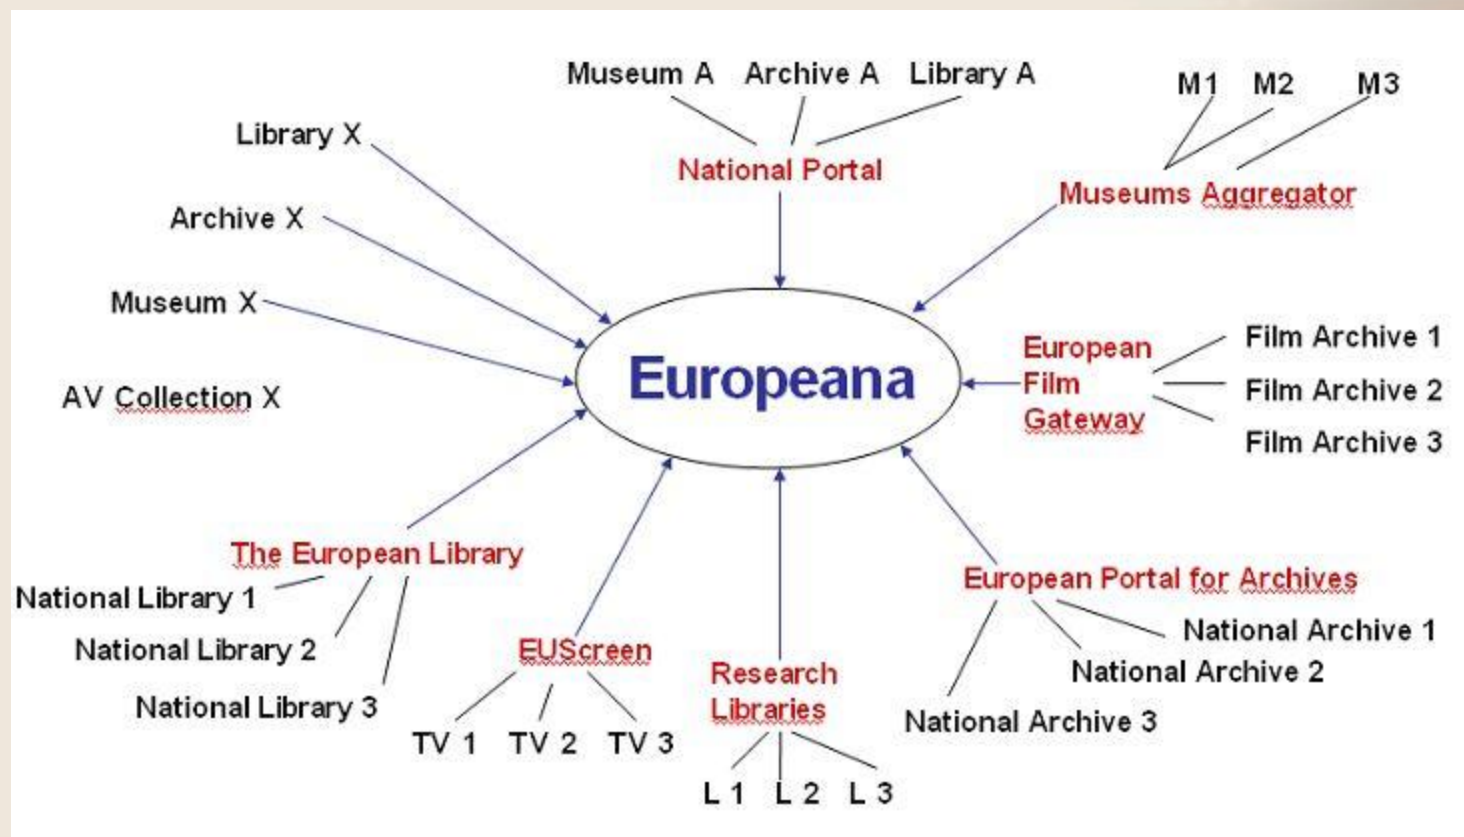 Museum A Archive A Library A
M1 M2 M3
Library X
National Portal
Museums Aggregator
Archive X
Museum X
Europeana
European
Film
Gateway
Film Archive 1
Film Archive 2
Film Archive 3
AV Collection X
The European Library
National Library 1
National Library 2
National Library 3
EUScreen
TV 1 TV 2 TV 3
Research
Libraries
L 1 L 2 L 3
European Portal for Archives
National Archive 1
National Archive 2
National Archive 3